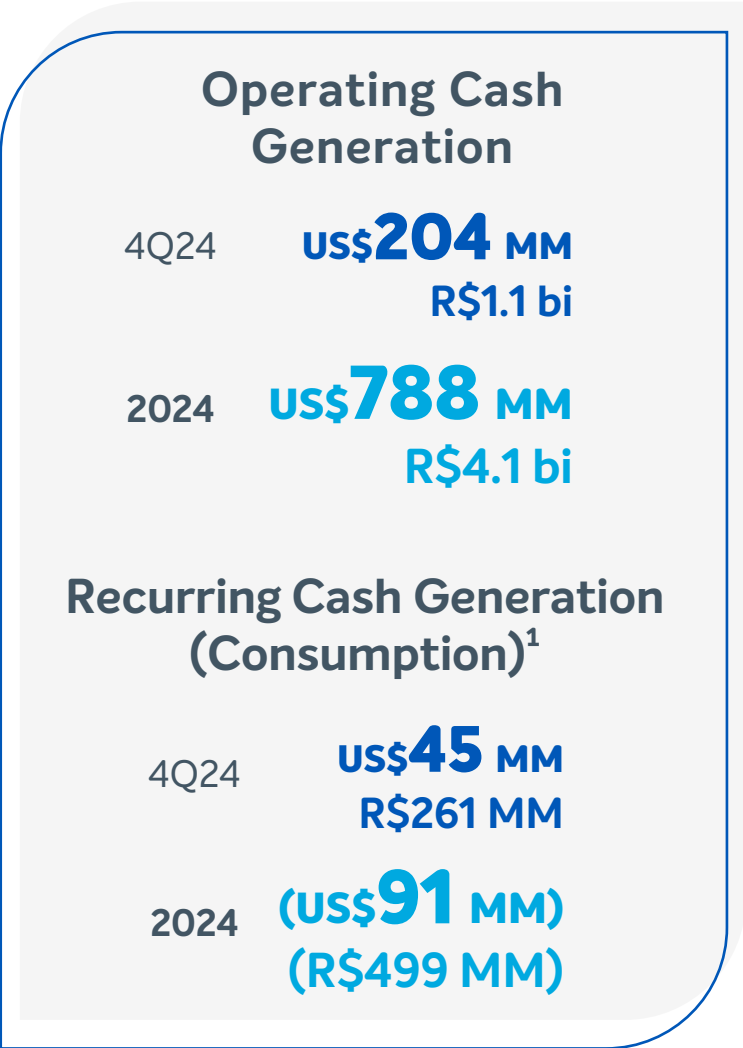 Operating Cash
Generation
4Q24 US$204 MM
R$1.1 bi
2024 US$788 MM
R$4.1 bi
Recurring Cash Generation
(Consumption)¹
4Q24 US$45 MM
R$261 MM
2024 (US$91 MM)
(R$499 MM)